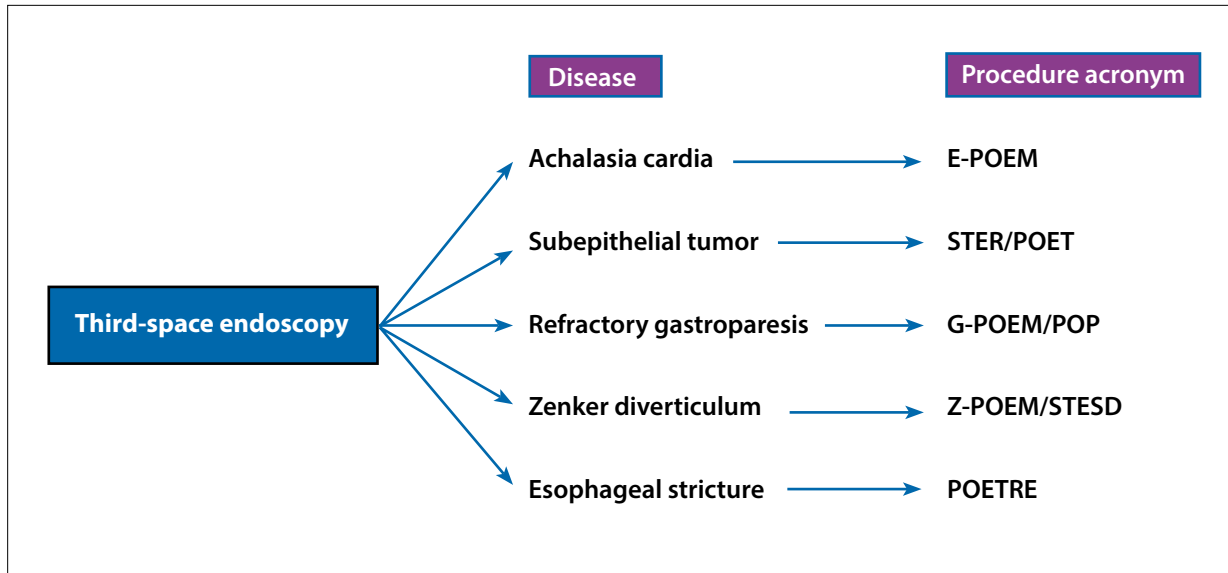 Disease
Procedure acronym
Achalasia cardia
E-POEM
Subepithelial tumor
STER/POET
Third-space endoscopy
Refractory gastroparesis
G-POEM/POP
Zenker diverticulum
Z-POEM/STESD
Esophageal stricture
POETRE